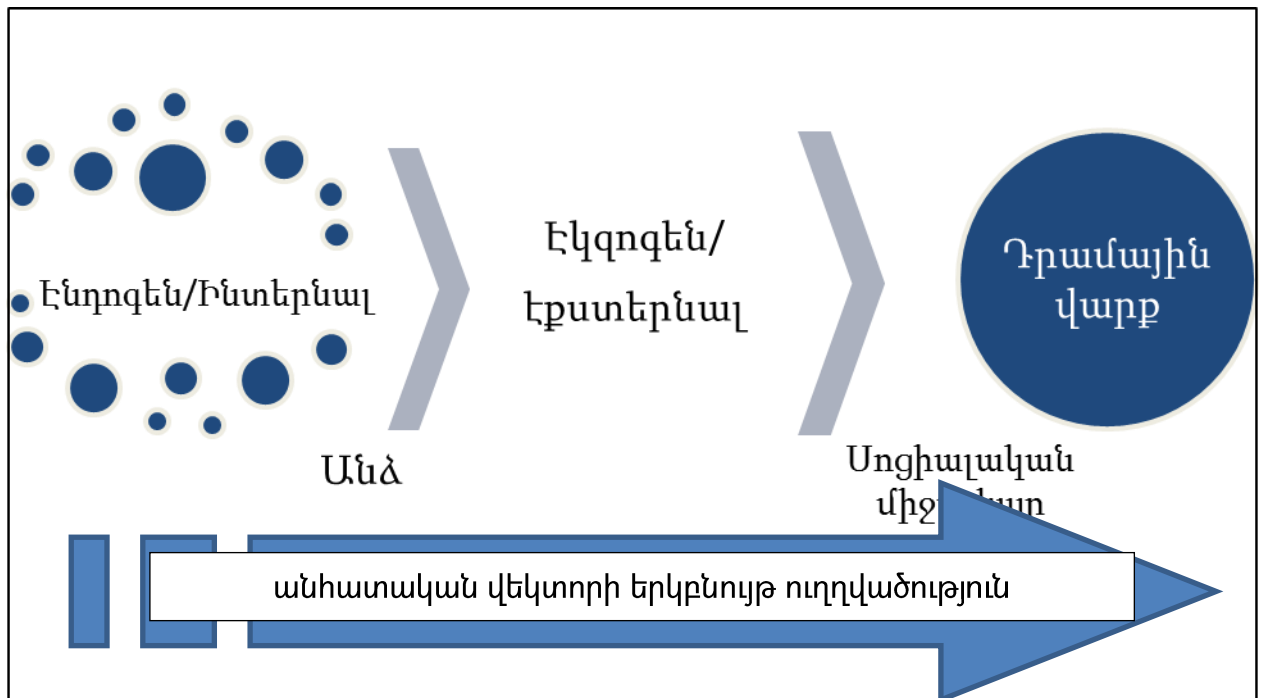 Էնդոգեն/Ինտերնալ
Էկզոգեն/
էքստերնալ
Դրամային
վարք
Անձ
Սոցիալական
անհատական վեկտորի երկբնույթ ուղղվածություն